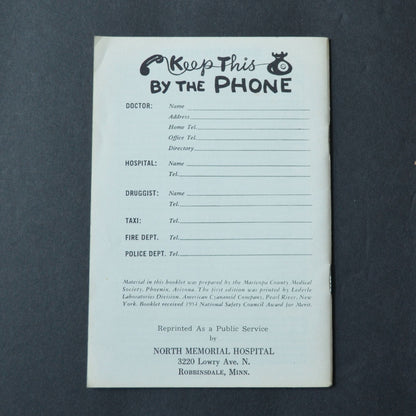 Keep This
BY THE PHONE
DOCTOR: Name
Address
Home Tel.
Office Tel.
Directory
HOSPITAL: Name
Tel.
DRUGGIST: Name
Tel.
TAXI: Tel.
FIRE DEPT. Tel.
POLICE DEPT. Tel.
Material in this booklet was prepared by the Maricopa County Medical
Society, Phoenix, Arizona. The first edition was printed by Lederle
Laboratories Division, American Cyanamid Company, Pearl River, New
York. Booklet received 1954 National Safety Council Award for Merit.
Reprinted As a Public Service
by
NORTH MEMORIAL HOSPITAL
3220 Lowry Ave. N.
ROBBINSDALE, MINN.